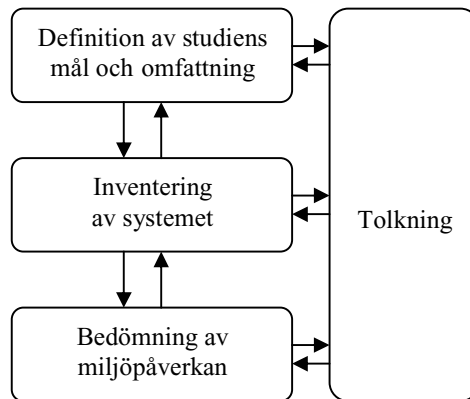 Definition av studiens
mål och omfattning
Inventering
av systemet
Tolkning
Bedömning av
miljöpåverkan